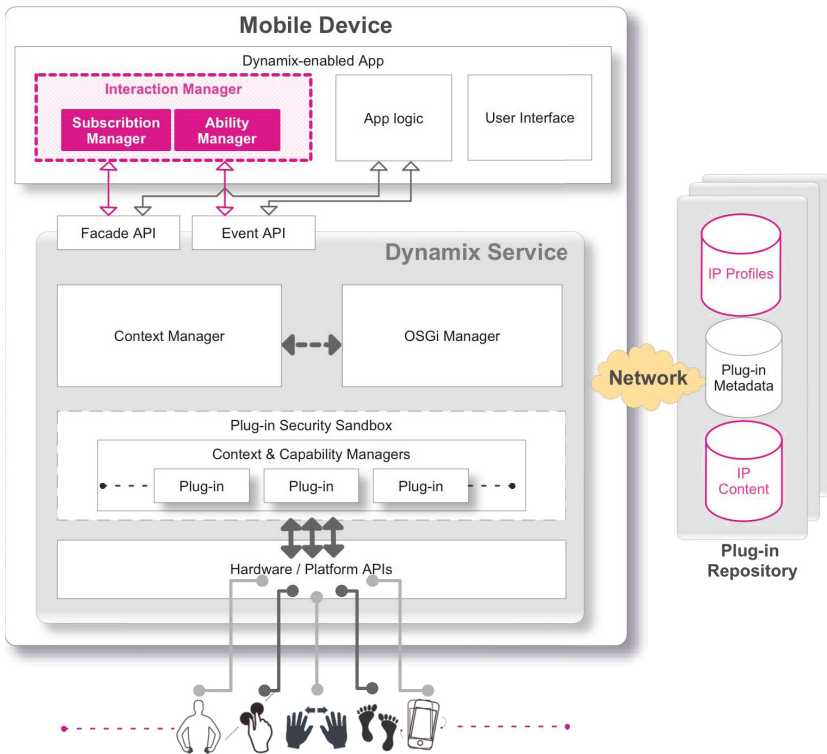 Mobile Device
Dynamix-enabled App
Interaction Manager
Subscribtion
Manager
Ability
Manager
App logic
User Interface
Facade API
Event API
Dynamix Service
Context Manager
OSGi Manager
Plug-in Security Sandbox
Context & Capability Managers
Plug-in
Plug-in
Plug-in
Hardware / Platform APIs
Network
IP Profiles
Plug-in
Metadata
IP
Content
Plug-in
Repository